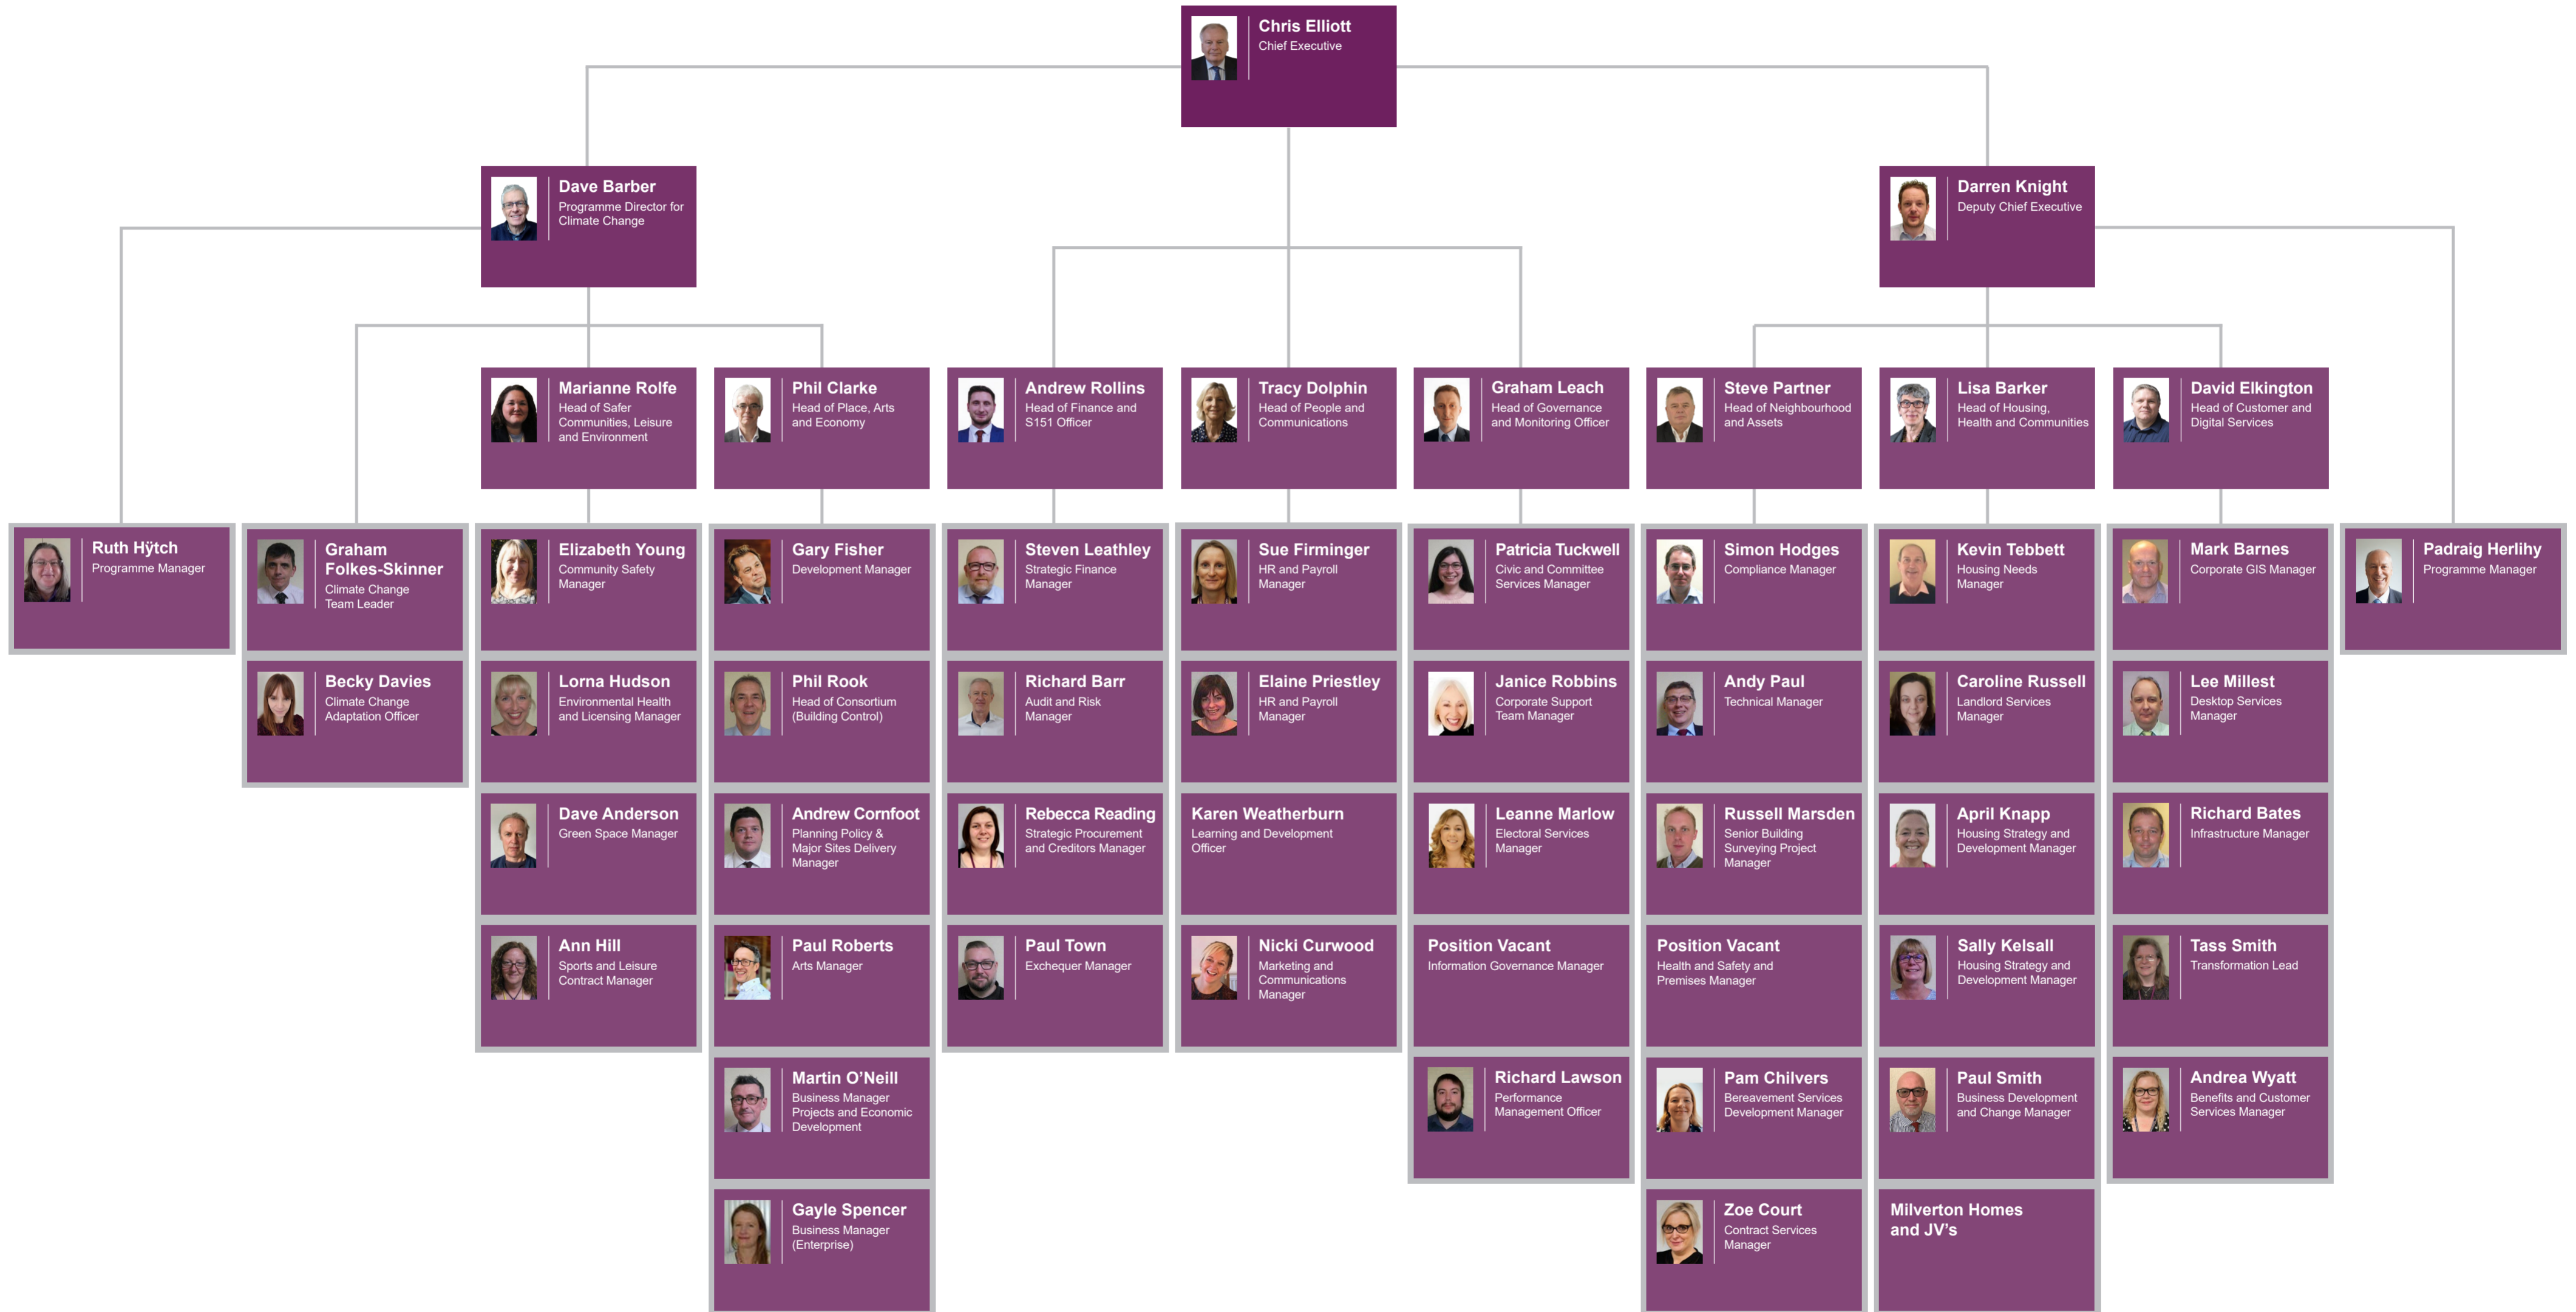 Chris Elliott
Chief Executive
Dave Barber
Programme Director for
Climate Change
Darren Knight
Deputy Chief Executive
Marianne Rolfe
Head of Safer
Communities, Leisure
and Environment
Phil Clarke
Head of Place, Arts
and Economy
Andrew Rollins
Head of Finance and
S151 Officer
Tracy Dolphin
Head of People and
Communications
Graham Leach
Head of Governance
and Monitoring Officer
Steve Partner
Head of Neighbourhood
and Assets
Lisa Barker
Head of Housing,
Health and Communities
David Elkington
Head of Customer and
Digital Services
Ruth Hÿtch
Programme Manager
Graham
Folkes-Skinner
Climate Change
Team Leader
Becky Davies
Climate Change
Adaptation Officer
Elizabeth Young
Community Safety
Manager
Lorna Hudson
Environmental Health
and Licensing Manager
Dave Anderson
Green Space Manager
Ann Hill
Sports and Leisure
Contract Manager
Gary Fisher
Development Manager
Phil Rook
Head of Consortium
(Building Control)
Andrew Cornfoot
Planning Policy &
Major Sites Delivery
Manager
Paul Roberts
Arts Manager
Martin O’Neill
Business Manager
Projects and Economic
Development
Gayle Spencer
Business Manager
(Enterprise)
Steven Leathley
Strategic Finance
Manager
Richard Barr
Audit and Risk
Manager
Rebecca Reading
Strategic Procurement
and Creditors Manager
Paul Town
Exchequer Manager
Sue Firminger
HR and Payroll
Manager
Elaine Priestley
HR and Payroll
Manager
Karen Weatherburn
Learning and Development
Officer
Nicki Curwood
Marketing and
Communications
Manager
Patricia Tuckwell
Civic and Committee
Services Manager
Janice Robbins
Corporate Support
Team Manager
Leanne Marlow
Electoral Services
Manager
Position Vacant
Information Governance Manager
Richard Lawson
Performance
Management Officer
Simon Hodges
Compliance Manager
Andy Paul
Technical Manager
Russell Marsden
Senior Building
Surveying Project
Manager
Position Vacant
Health and Safety and
Premises Manager
Pam Chilvers
Bereavement Services
Development Manager
Zoe Court
Contract Services
Manager
Kevin Tebbett
Housing Needs
Manager
Caroline Russell
Landlord Services
Manager
April Knapp
Housing Strategy and
Development Manager
Sally Kelsall
Housing Strategy and
Development Manager
Paul Smith
Business Development
and Change Manager
Milverton Homes
and JV’s
Mark Barnes
Corporate GIS Manager
Lee Millest
Desktop Services
Manager
Richard Bates
Infrastructure Manager
Tass Smith
Transformation Lead
Andrea Wyatt
Benefits and Customer
Services Manager
Padraig Herlihy
Programme Manager